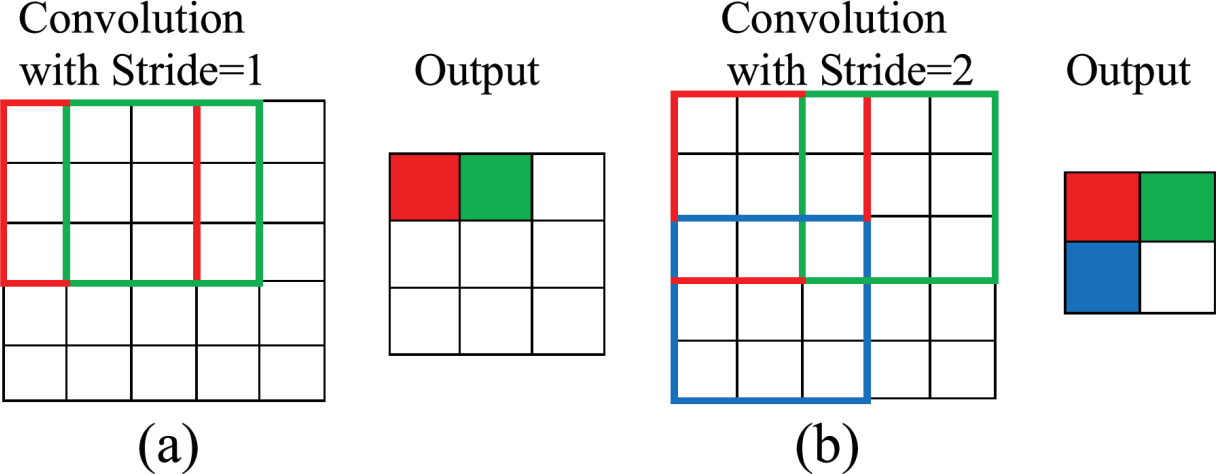 Convolution
with Stride=1
Output
(a)
Convolution
with Stride=2
Output
(b)